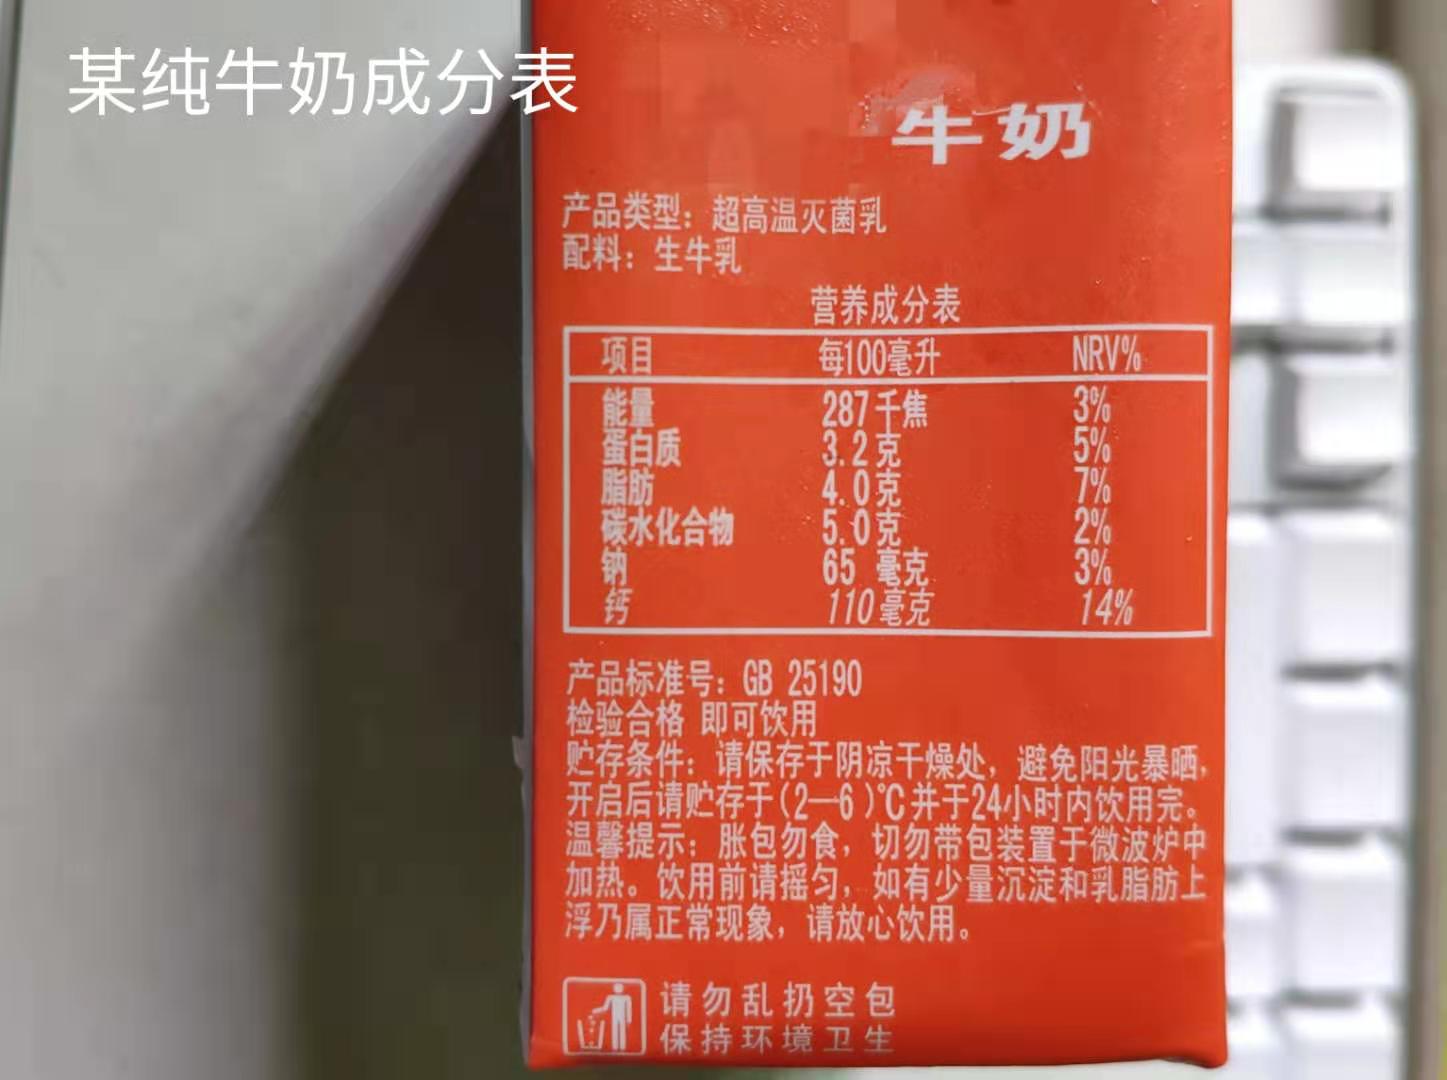 某纯牛奶成分表
牛奶
产品类型：超高温灭菌乳
配料：生牛乳
营养成分表
项目 每100毫升 NRV%
能量 287千焦 3%
蛋白质 3.2克 5%
脂肪 4.0克 7%
碳水化合物 5.0克 2%
钠 65 毫克 3%
钙 110毫克 14%
产品标准号：GB 25190
检验合格 即可饮用
贮存条件：请保存于阴凉干燥处，避免阳光暴晒，
开启后请贮存于(2—6)℃并于24小时内饮用完。
温馨提示：胀包勿食，切勿带包装置于微波炉中
加热。饮用前请摇匀，如有少量沉淀和乳脂肪上
浮乃属正常现象，请放心饮用。
请勿乱扔空包
保持环境卫生